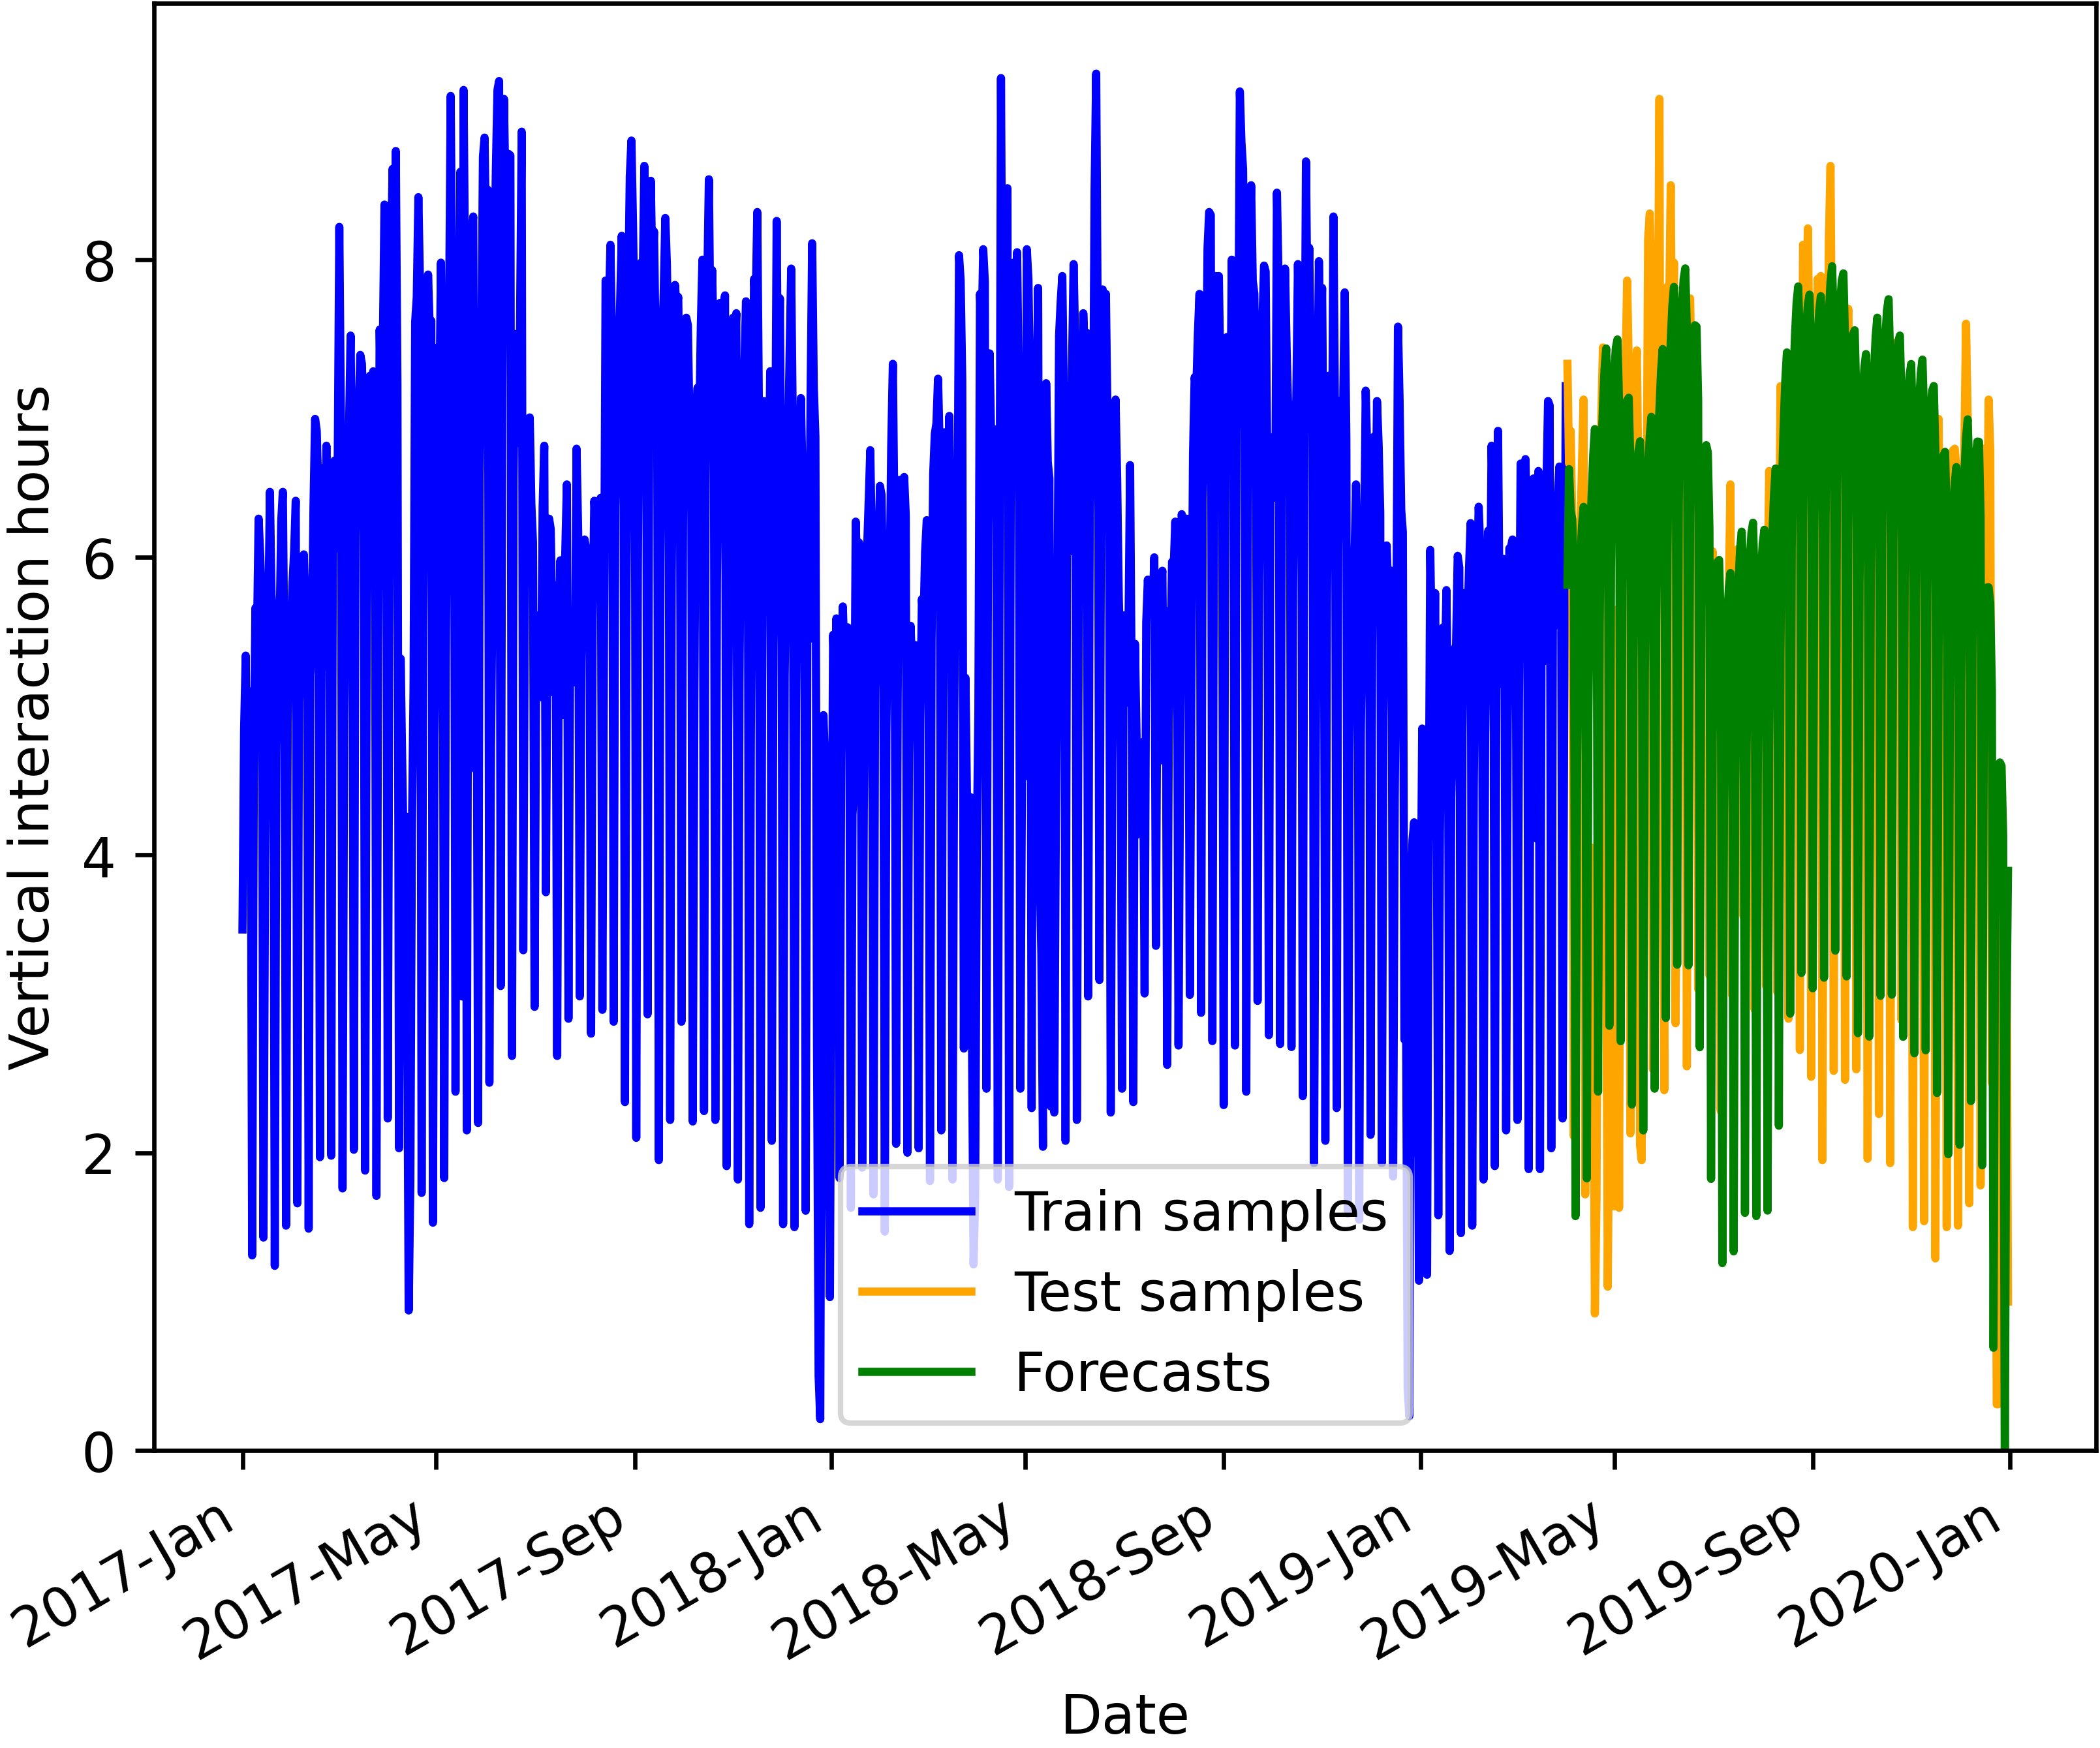 Vertical interaction hours
8
6
4
2
0
Train samples
Test samples
Forecasts
2017-Jan
2017-May
2017-Sep
2018-Jan
2018-May
2018-Sep
2019-Jan
2019-May
2019-Sep
2020-Jan
Date